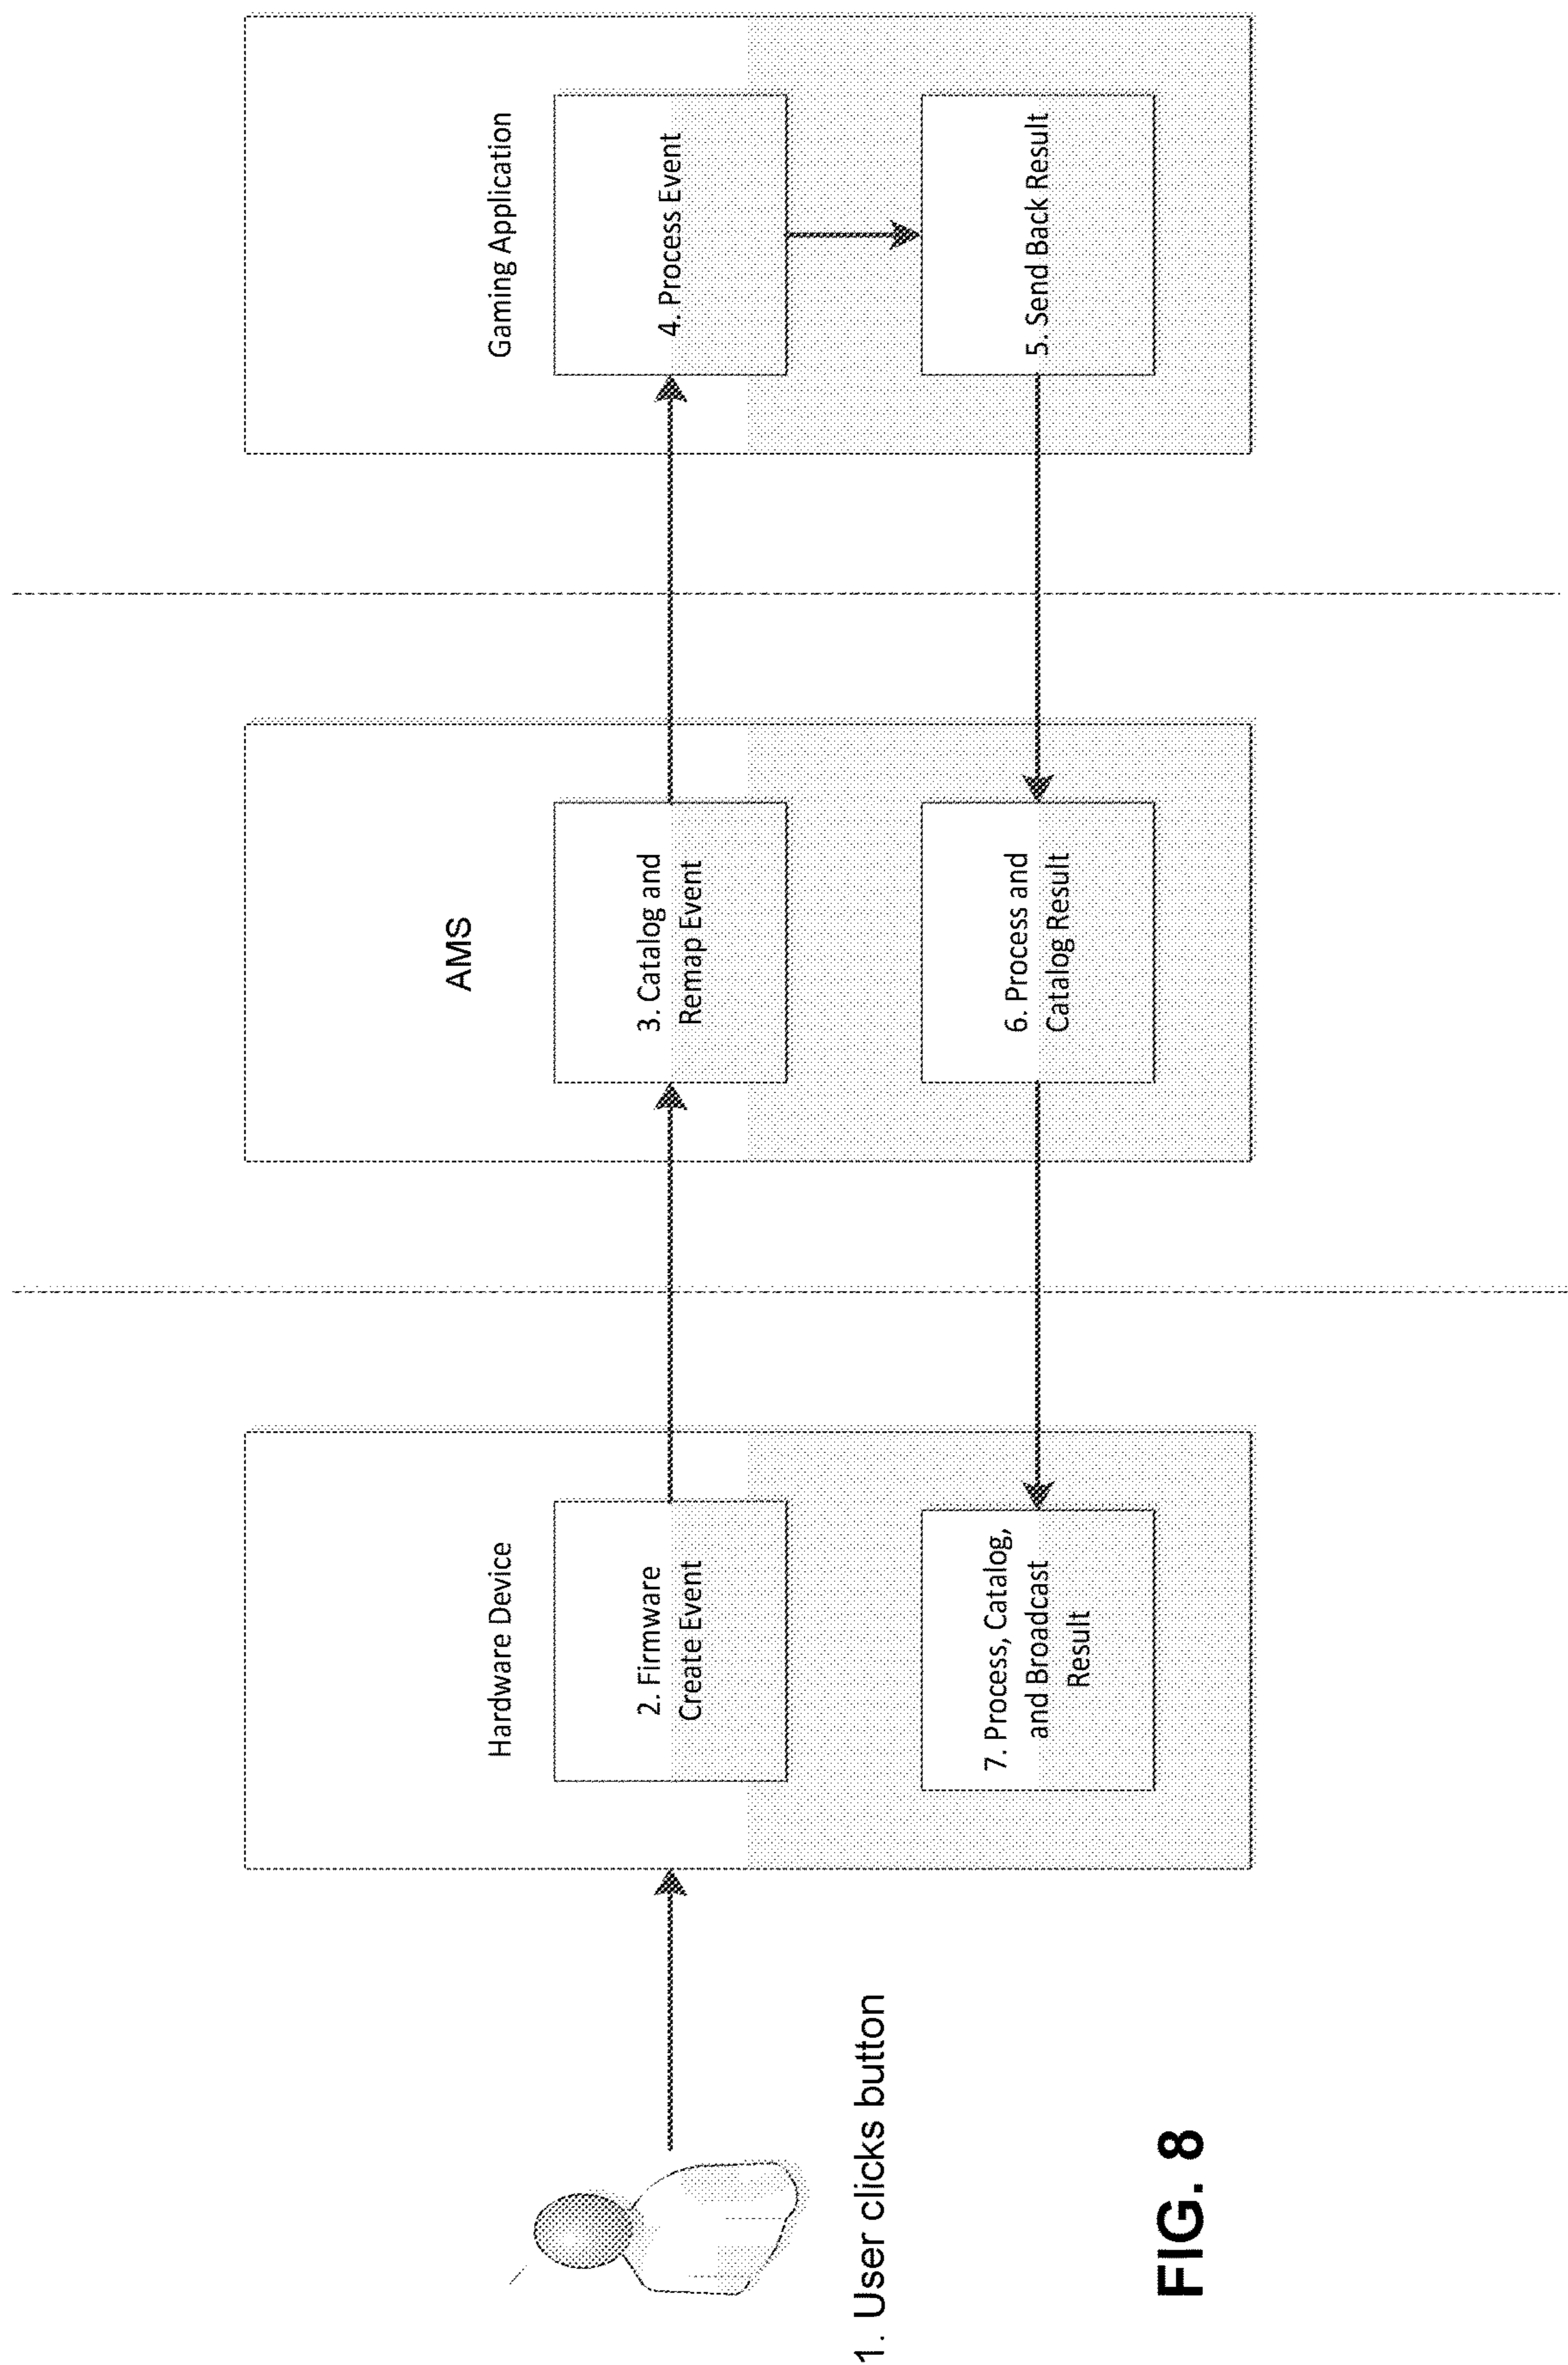 Hardware Device
AMS
Gaming Application
2. Firmware
Create Event
3. Catalog and
Remap Event
4. Process Event
1. User clicks button
7. Process, Catalog,
and Broadcast
Result
6. Process and
Catalog Result
5. Send Back Result
FIG. 8